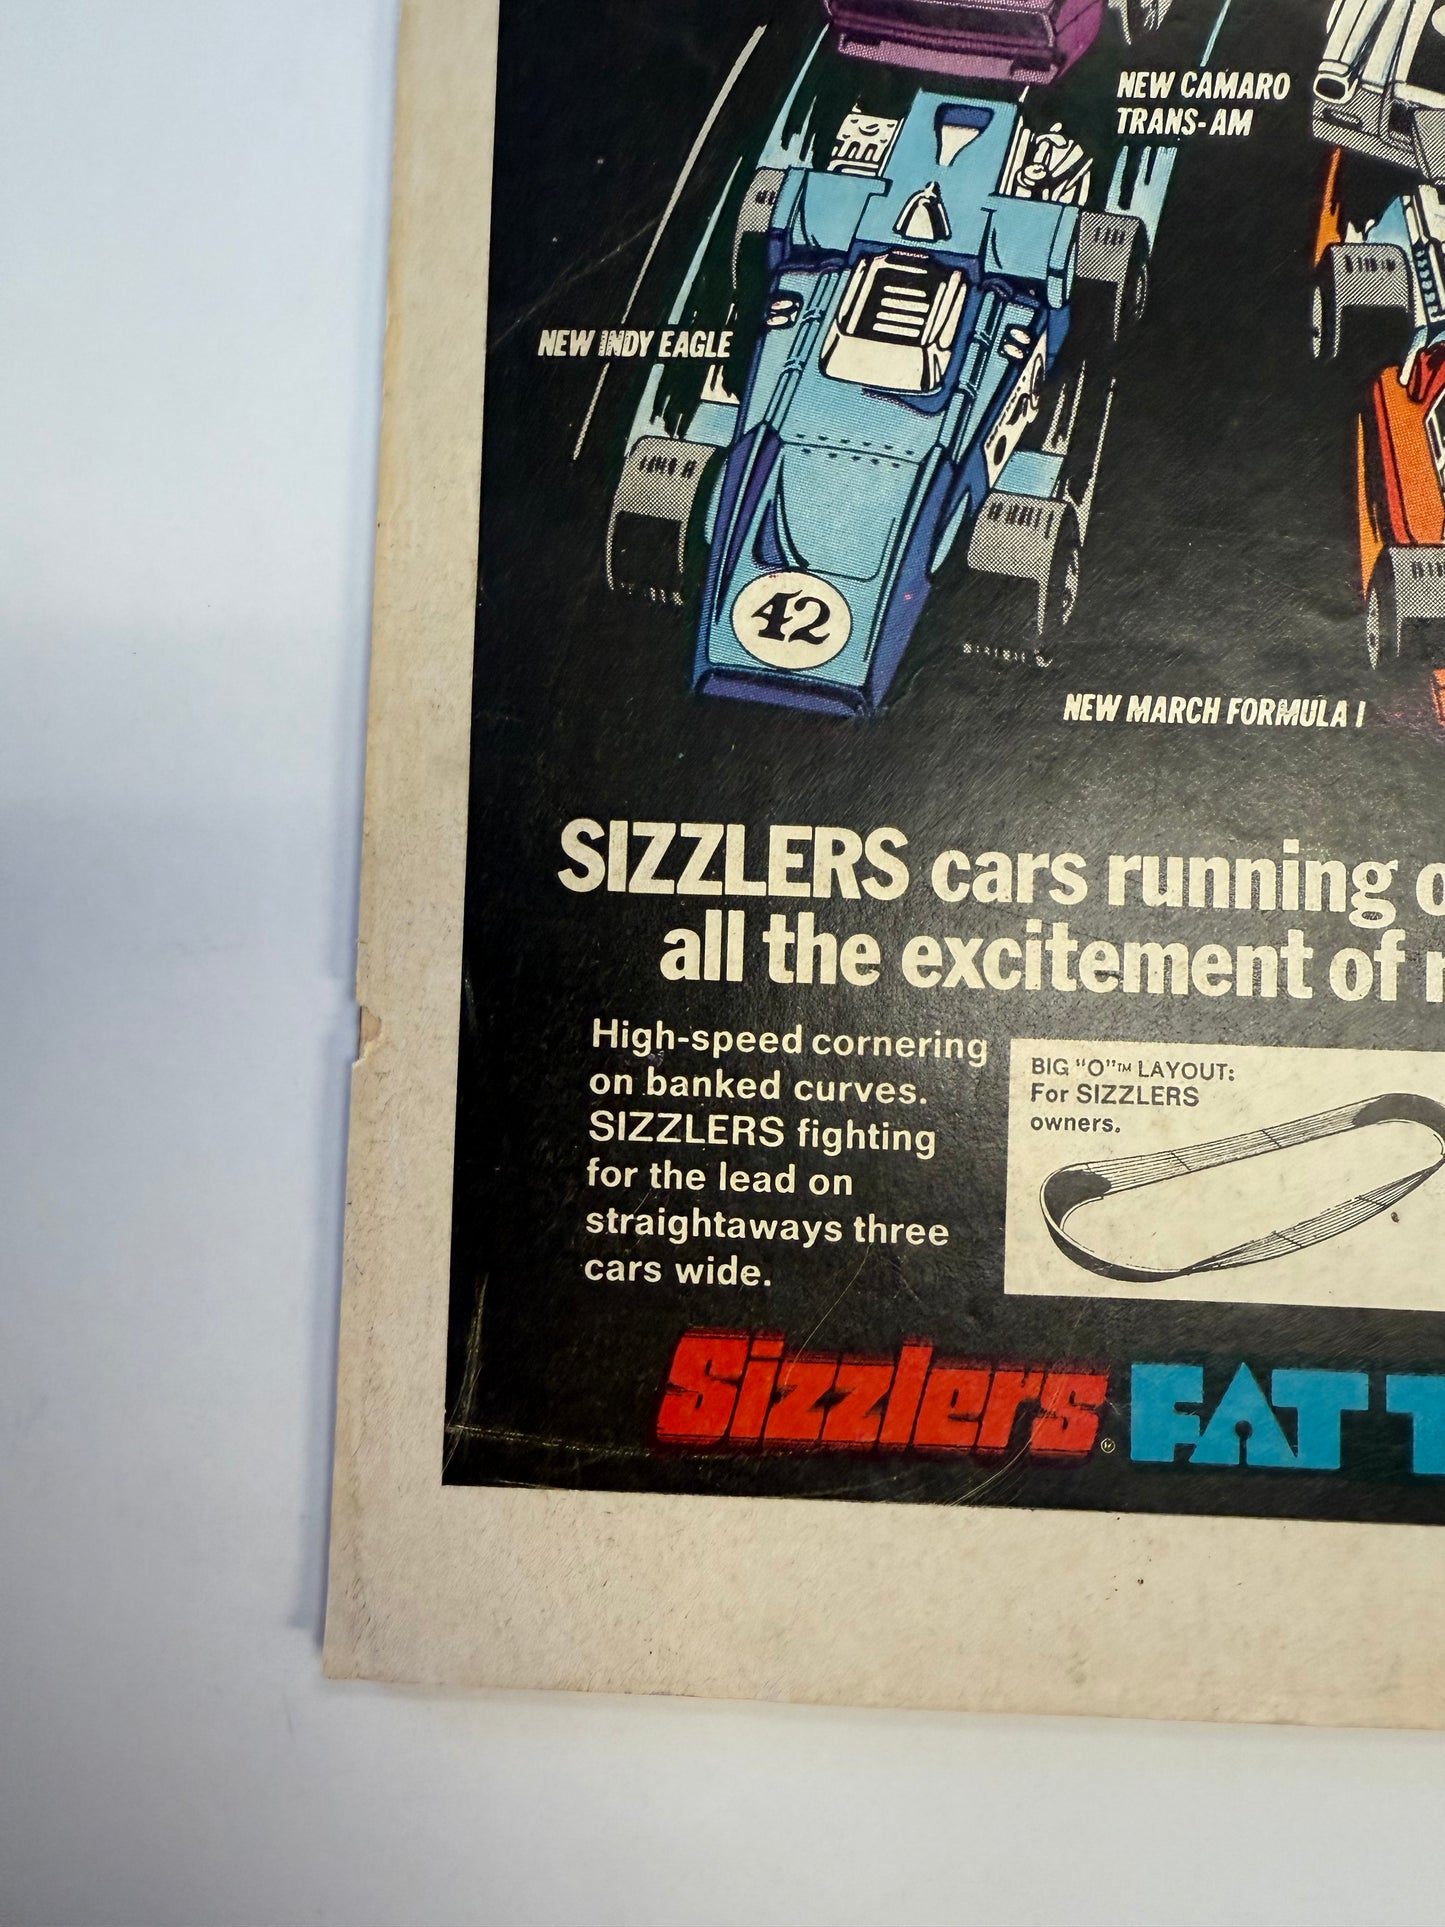 NEW CAMARO
TRANS-AM
NEW INDY EAGLE
42
NEW MARCH FORMULA I
SIZZLERS cars running
all the excitement of
High-speed cornering
on banked curves.
SIZZLERS fighting
for the lead on
straightaways three
cars wide.
BIG "O"™ LAYOUT:
For SIZZLERS
owners.
Sizzlers® FAT